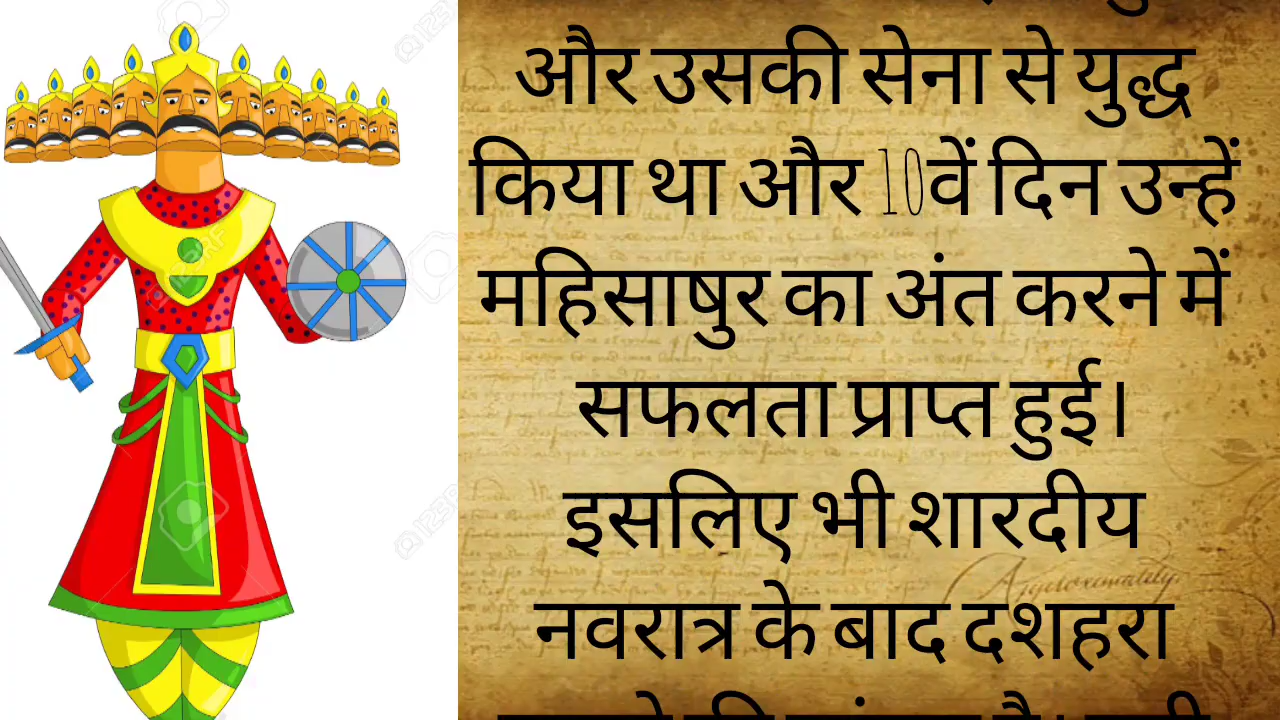 और उसकी सेना से युद्ध
किया था और 10वें दिन उन्हें
महिसाषुर का अंत करने में
सफलता प्राप्त हुई।
इसलिए भी शारदीय
नवरात्र के बाद दशहरा